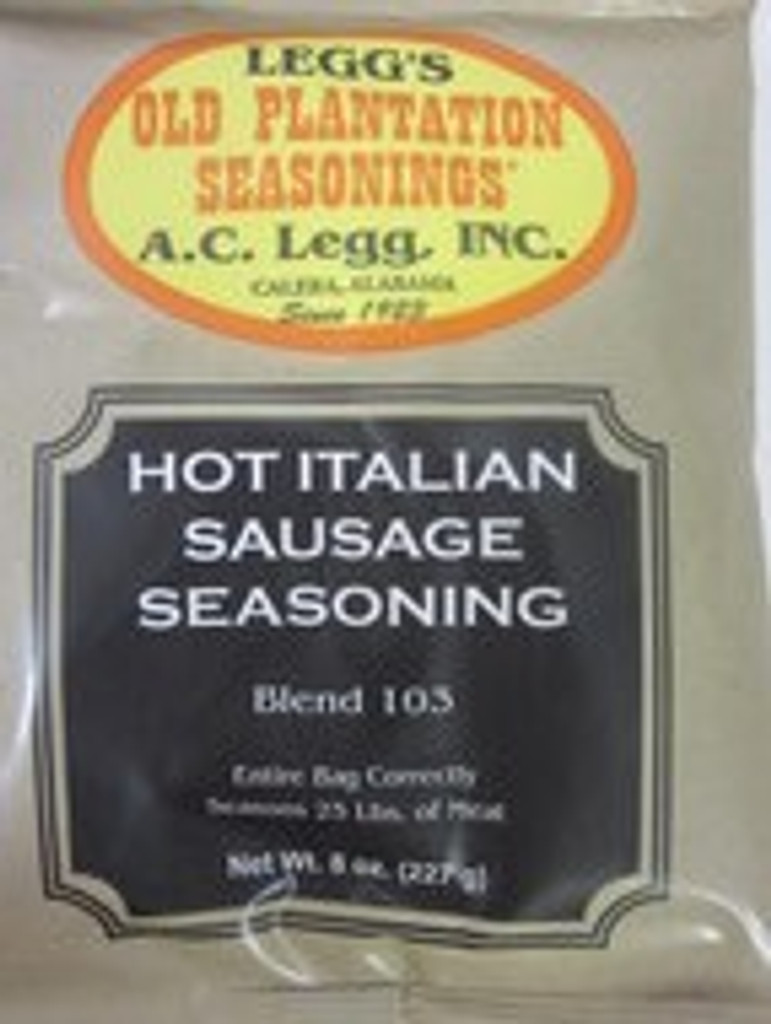 LEGG'S
OLD PLANTATION
SEASONINGS
A.C. Legg, INC.
CALERA, ALABAMA
Since 1923
HOT ITALIAN
SAUSAGE
SEASONING
Blend 103
Entire Bag Correctly
Seasons 25 Lbs. of Meat
Net Wt. 8 oz. (227g)